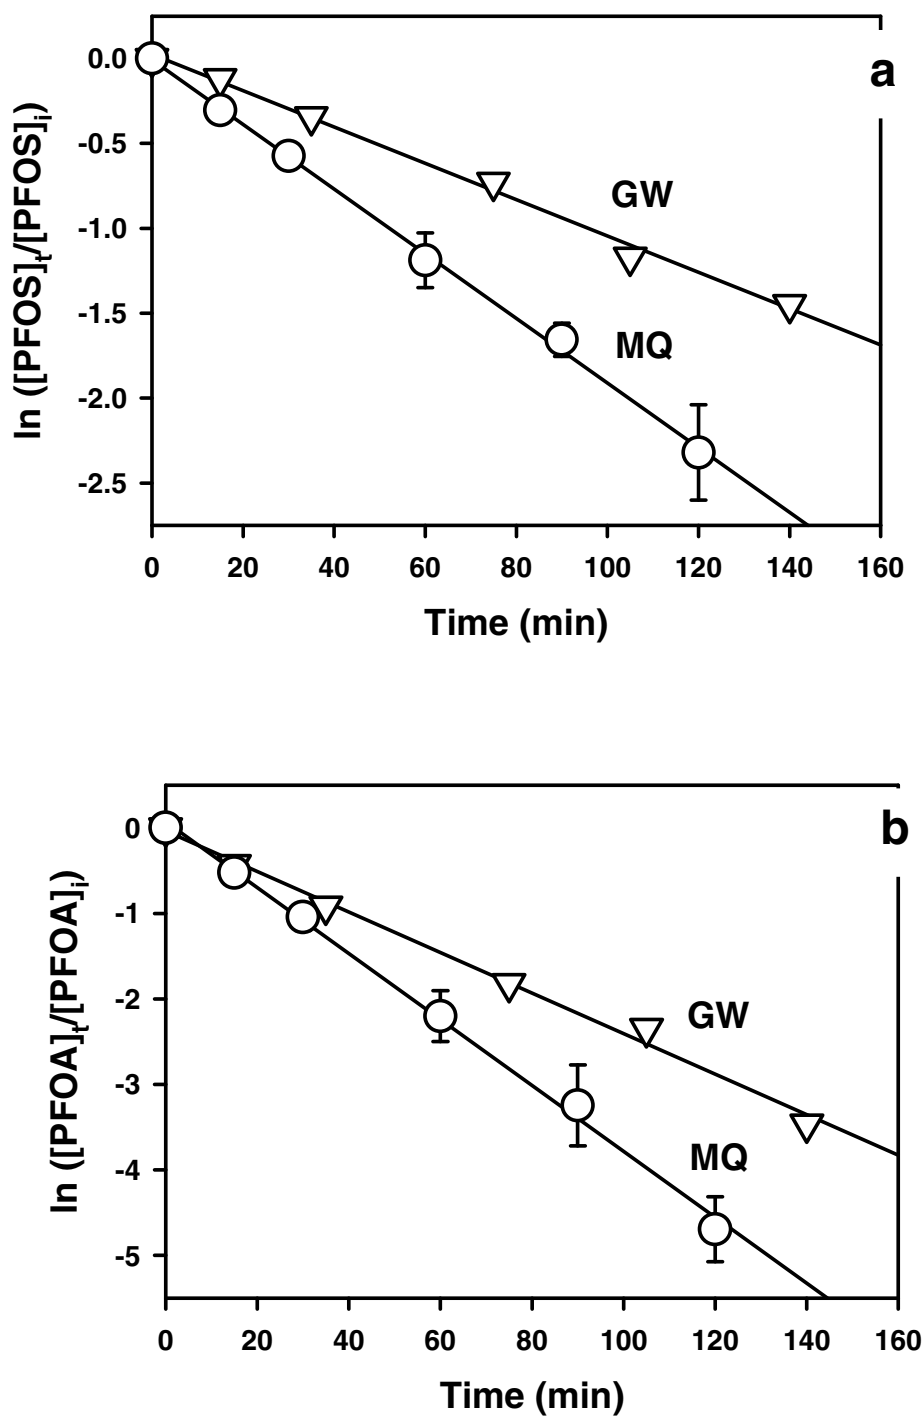 a
ln ([PFOS]t/[PFOS]i)
0.0
-0.5
-1.0
-1.5
-2.0
-2.5
GW
MQ
0 20 40 60 80 100 120 140 160
Time (min)
b
ln ([PFOA]t/[PFOA]i)
0
-1
-2
-3
-4
-5
GW
MQ
0 20 40 60 80 100 120 140 160
Time (min)